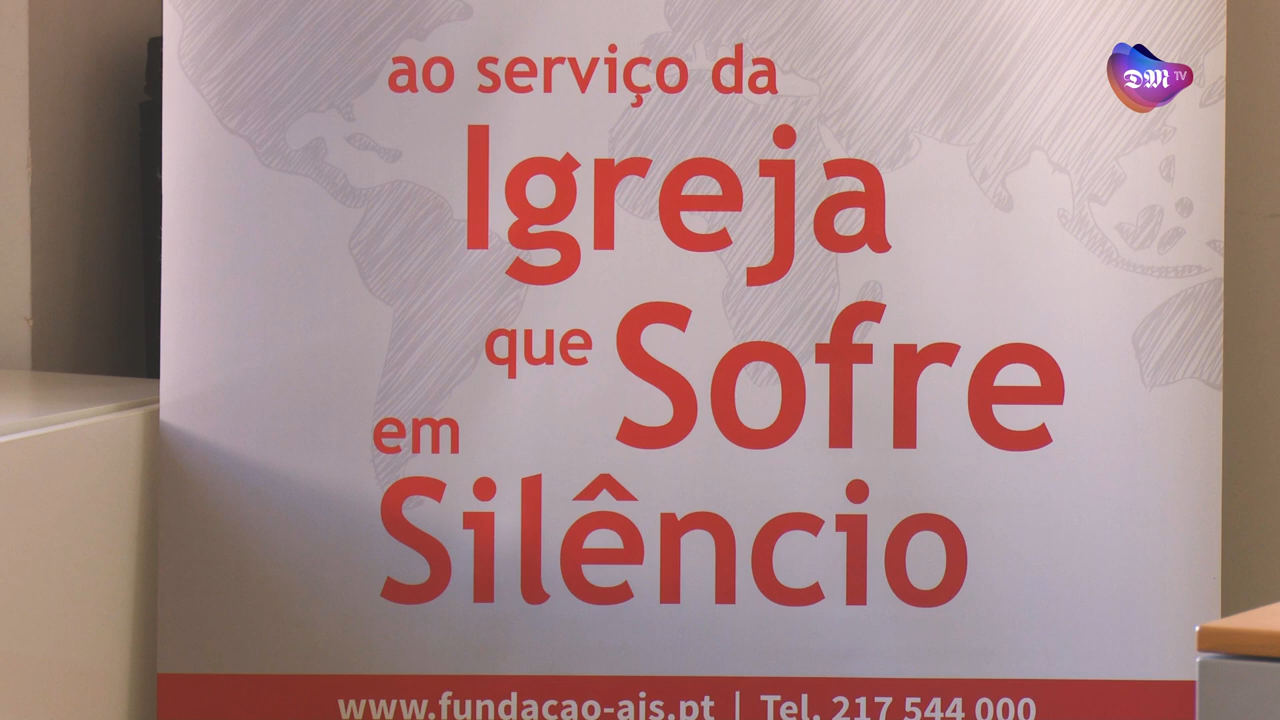 DM TV
ao serviço da
Igreja
que Sofre
em
Silêncio
www.fundacao-ais.pt | Tel. 217 544 000